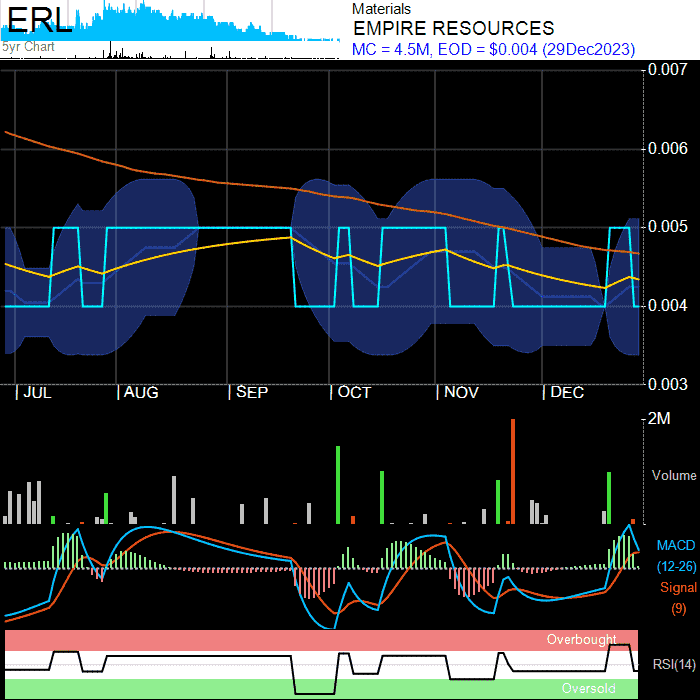 ERL
5yr Chart
Materials
EMPIRE RESOURCES
MC = 4.5M, EOD = $0.004 (29Dec2023)
0.007
0.006
0.005
0.004
0.003
| JUL | AUG | SEP | OCT | NOV | DEC
2M
Volume
MACD
(12-26)
Signal
(9)
Overbought
RSI(14)
Oversold